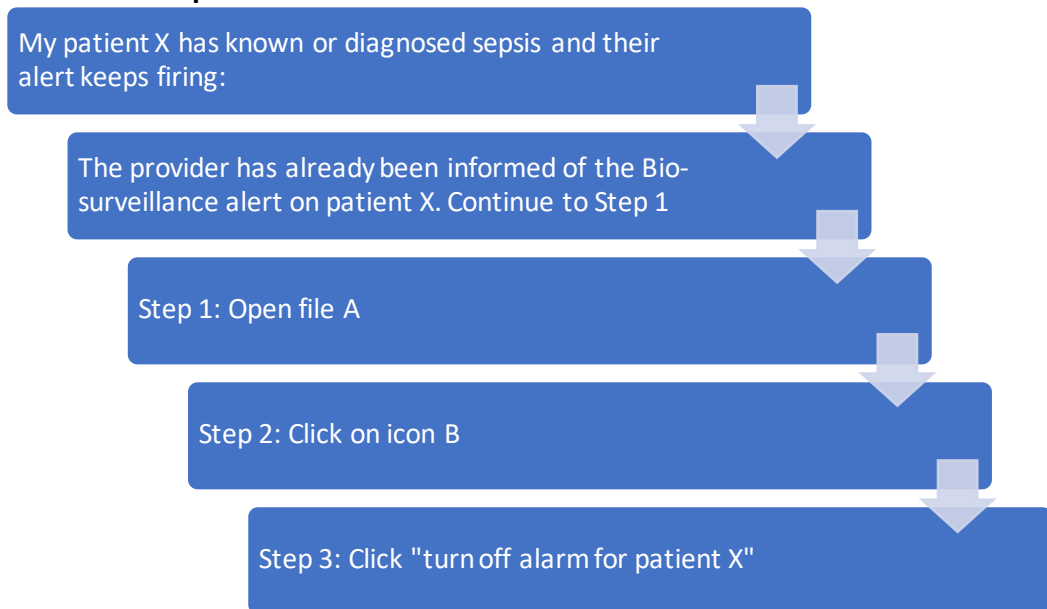 My patient X has known or diagnosed sepsis and their
alert keeps firing:
The provider has already been informed of the Bio-
surveillance alert on patient X. Continue to Step 1
Step 1: Open file A
Step 2: Click on icon B
Step 3: Click "turn off alarm for patient X"